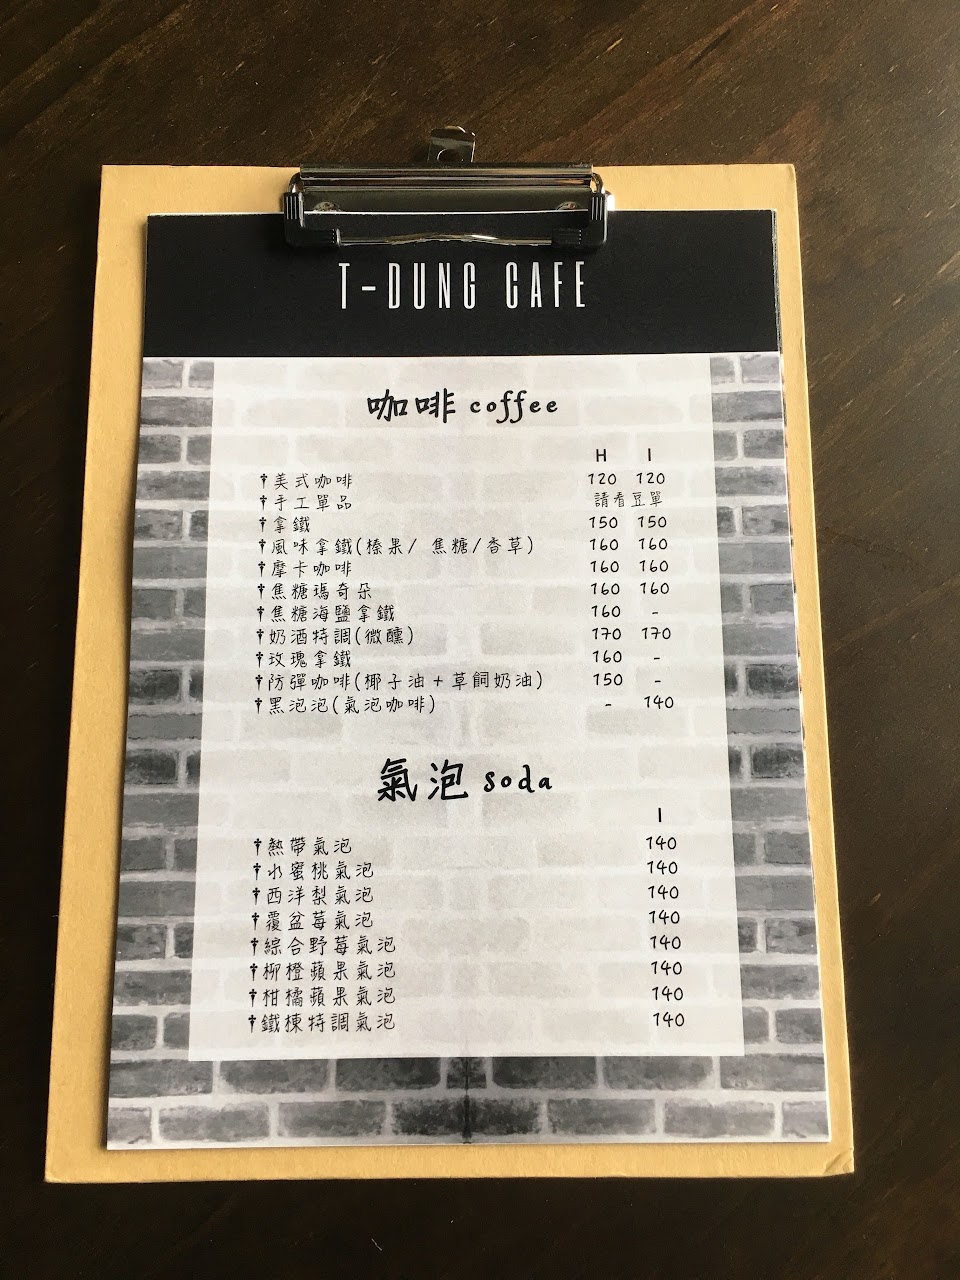 T-DUNG CAFE
咖啡 coffee
H I
美式咖啡 120 120
手工單品 請看豆單
拿鐵 150 150
風味拿鐵(榛果/ 焦糖/香草) 160 160
摩卡咖啡 160 160
焦糖瑪奇朵 160 160
焦糖海鹽拿鐵 160 -
奶酒特調(微醺) 170 170
玫瑰拿鐵 160 -
防彈咖啡(椰子油+草飼奶油) 150 -
黑泡泡(氣泡咖啡) - 140
氣泡 soda
I
熱帶氣泡 140
水蜜桃氣泡 140
西洋梨氣泡 140
覆盆莓氣泡 140
綜合野莓氣泡 140
柳橙蘋果氣泡 140
柑橘蘋果氣泡 140
鐵棟特調氣泡 140